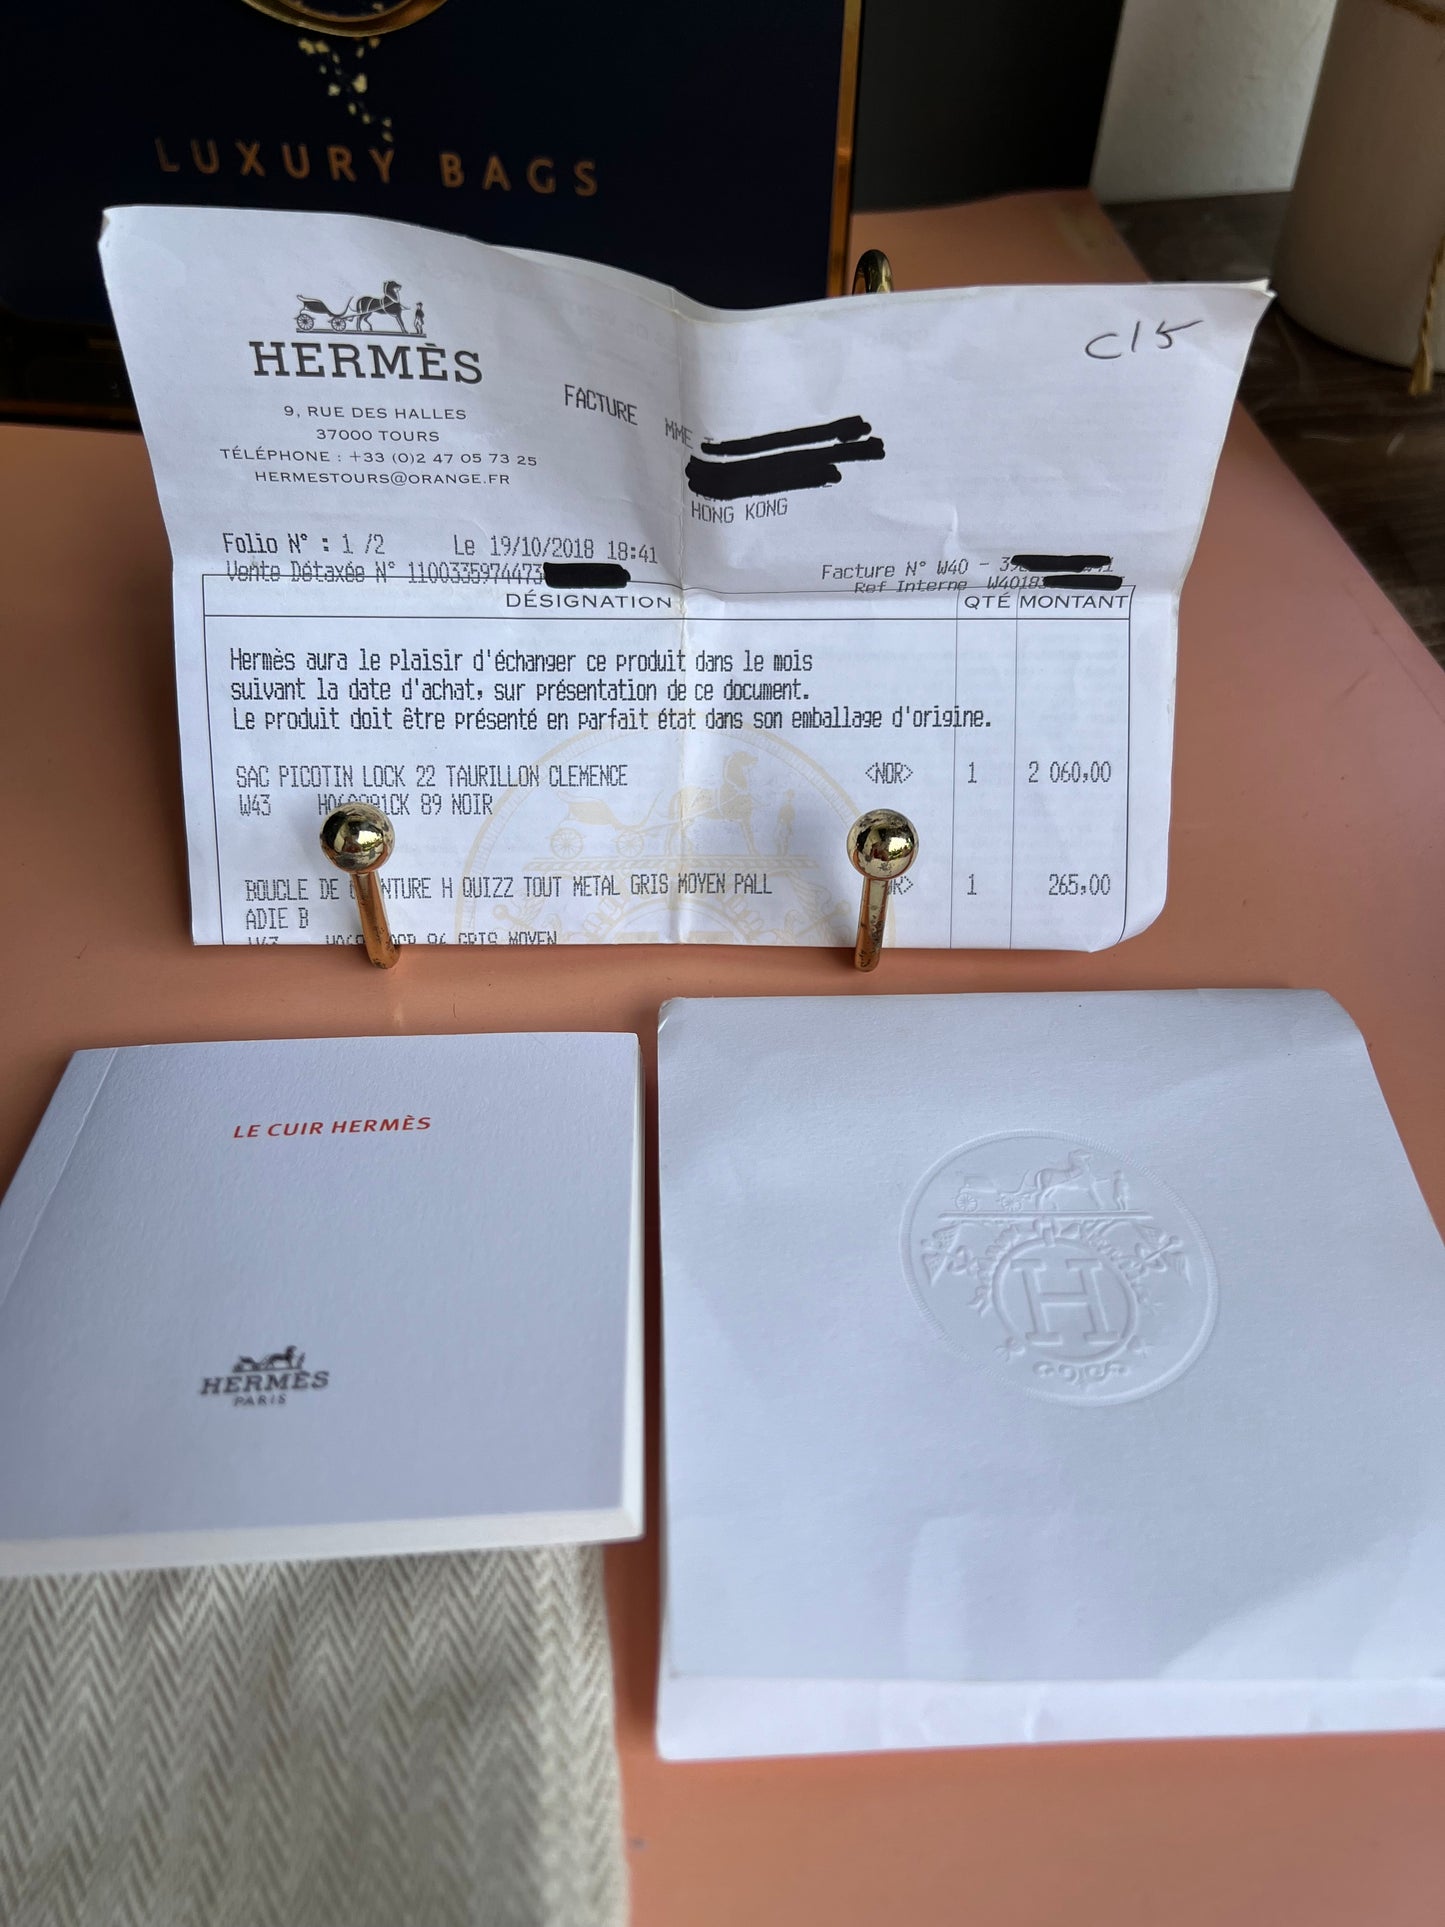 LUXURY BAGS
HERMÈS
9, RUE DES HALLES
37000 TOURS
TÉLÉPHONE : +33 (0)2 47 05 73 25
HERMESTOURS@ORANGE.FR
C15
FACTURE MME
HONG KONG
Folio N° : 1 /2 Le 19/10/2018 18:41
Vente Détaxée N° 1100335974473
Facture N° W40 -
Ref Interne W4018
DÉSIGNATION QTÉ MONTANT
Hermès aura le plaisir d'échanger ce produit dans le mois
suivant la date d'achat, sur présentation de ce document.
Le produit doit être présenté en parfait état dans son emballage d'origine.
SAC PICOTIN LOCK 22 TAURILLON CLEMENCE <NOR> 1 2 060,00
W43 89 NOIR
BOUCLE DE H QUIZZ TOUT METAL GRIS MOYEN PALL 1 265,00
ADIE B
W43 GRIS MOYEN
LE CUIR HERMÈS
HERMÈS
PARIS
H